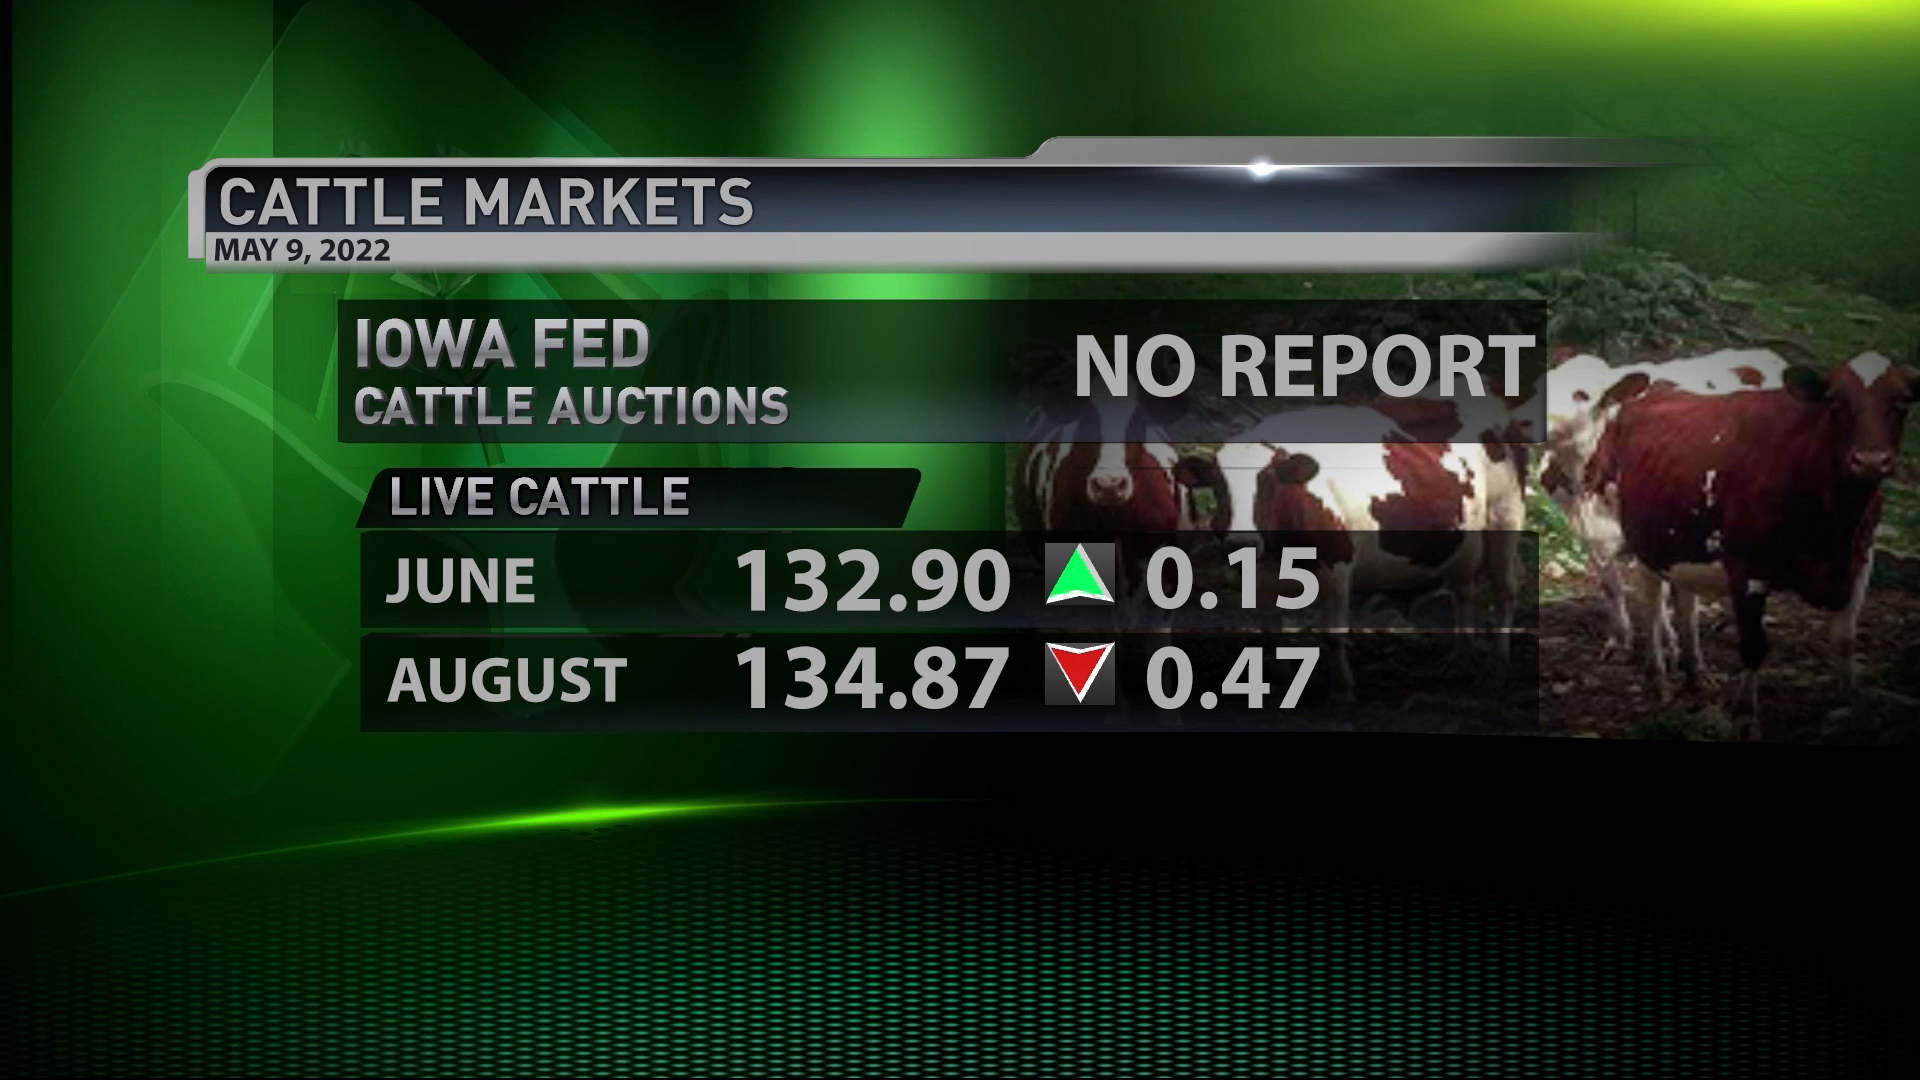 CATTLE MARKETS
MAY 9, 2022
IOWA FED
CATTLE AUCTIONS
NO REPORT
LIVE CATTLE
JUNE 132.90 0.15
AUGUST 134.87 0.47